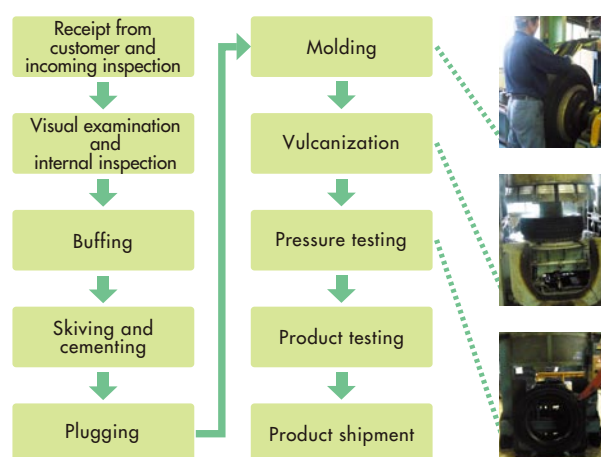 Receipt from
customer and
incoming inspection
Visual examination
and
internal inspection
Buffing
Skiving and
cementing
Plugging
Molding
Vulcanization
Pressure testing
Product testing
Product shipment